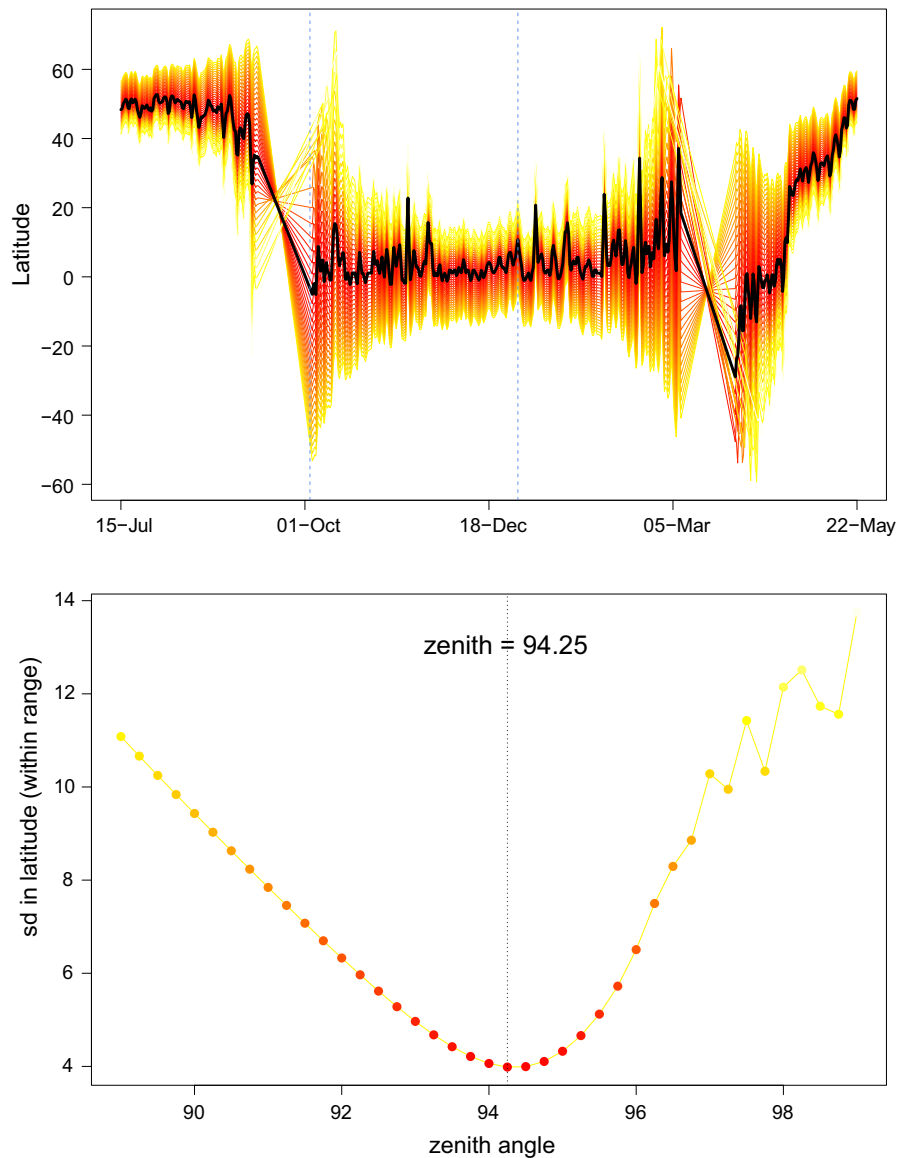 Latitude
60
40
20
0
−20
−40
−60
15−Jul 01−Oct 18−Dec 05−Mar 22−May
zenith = 94.25
sd in latitude (within range)
14
12
10
8
6
4
90 92 94 96 98
zenith angle